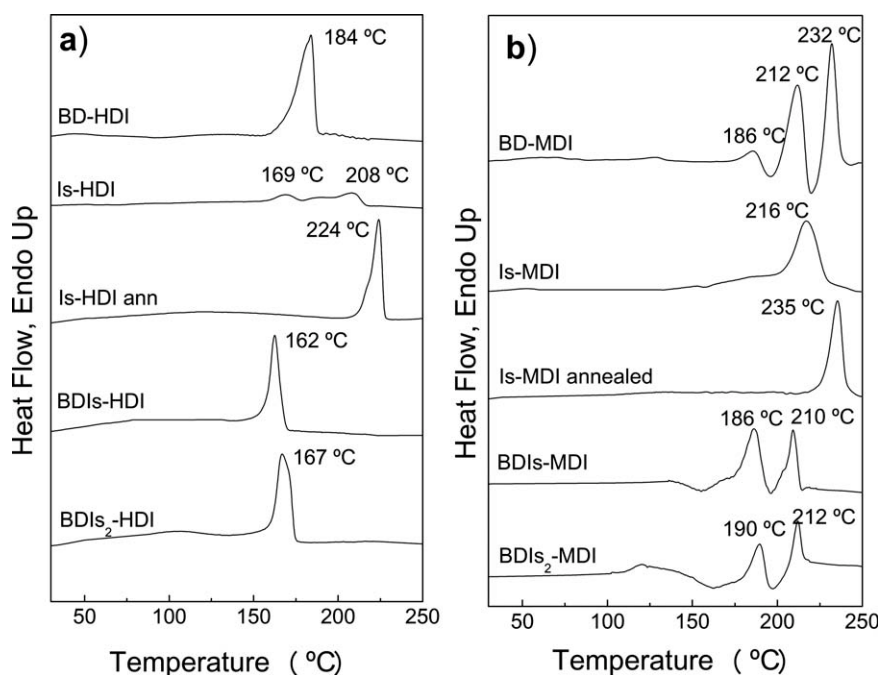 a)
184 ºC
BD-HDI
169 ºC 208 ºC
Is-HDI
224 ºC
Is-HDI ann
162 ºC
BDIs-HDI
167 ºC
BDIs₂-HDI
Heat Flow, Endo Up
50 100 150 200 250
Temperature ( ºC)
b)
232 ºC
212 ºC
186 ºC
BD-MDI
216 ºC
Is-MDI
235 ºC
Is-MDI annealed
186 ºC 210 ºC
BDIs-MDI
190 ºC 212 ºC
BDIs₂-MDI
Heat Flow, Endo Up
50 100 150 200 250
Temperature ( ºC)